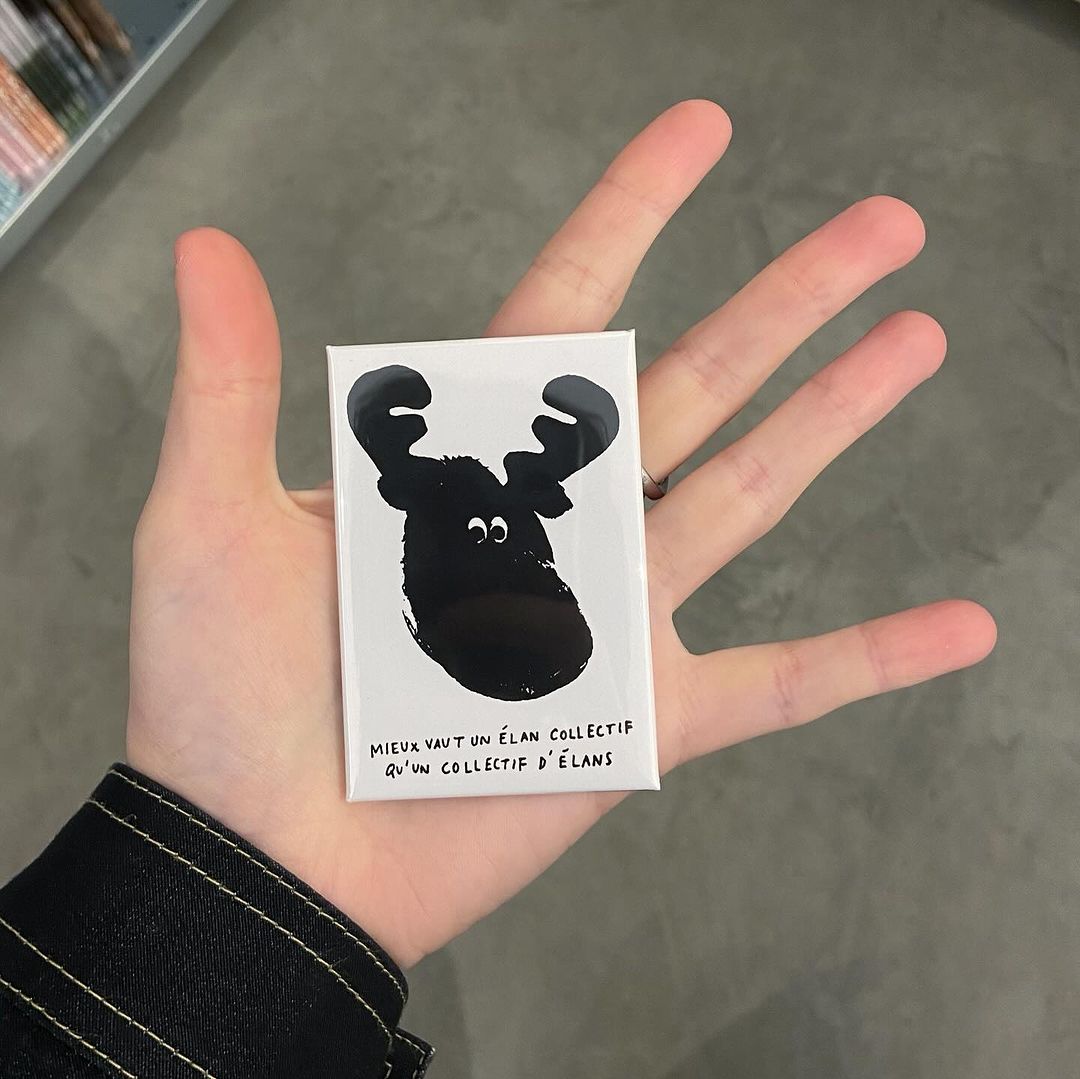 MIEUX VAUT UN ÉLAN COLLECTIF
QU'UN COLLECTIF D'ÉLANS